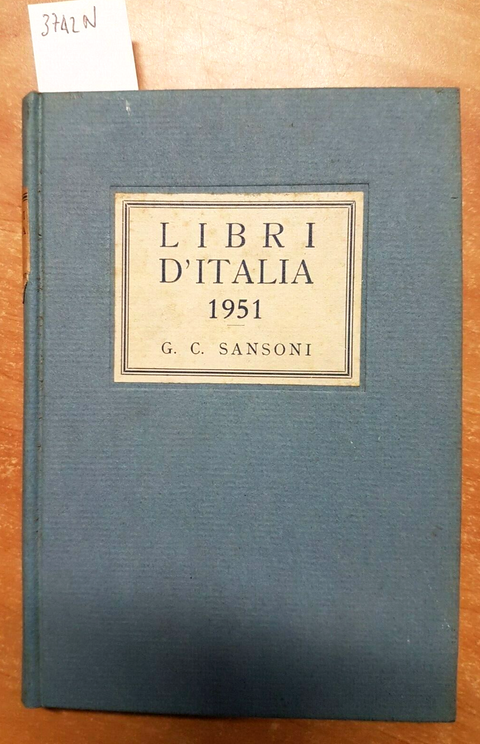 3742N
LIBRI
D'ITALIA
1951
G. C. SANSONI